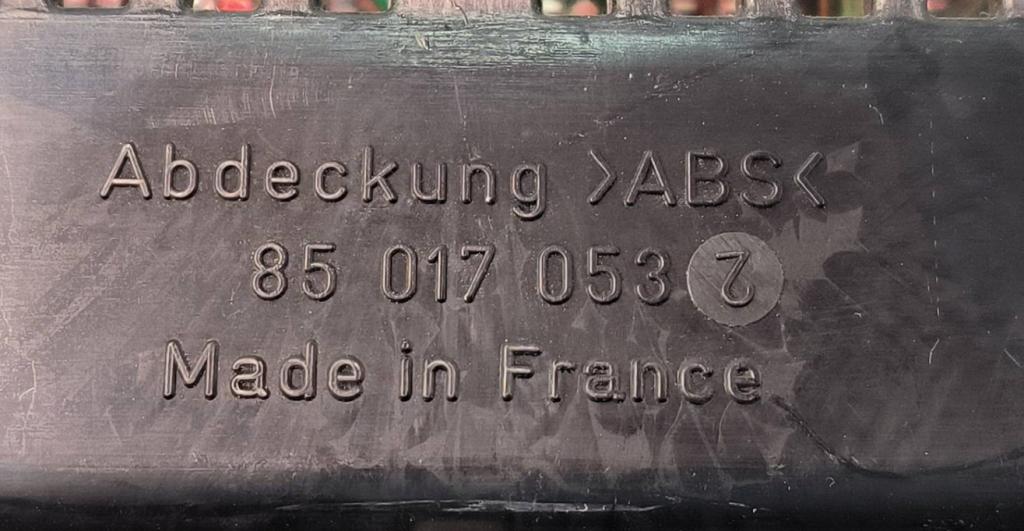 Abdeckung >ABS<
85 017 053 2
Made in France